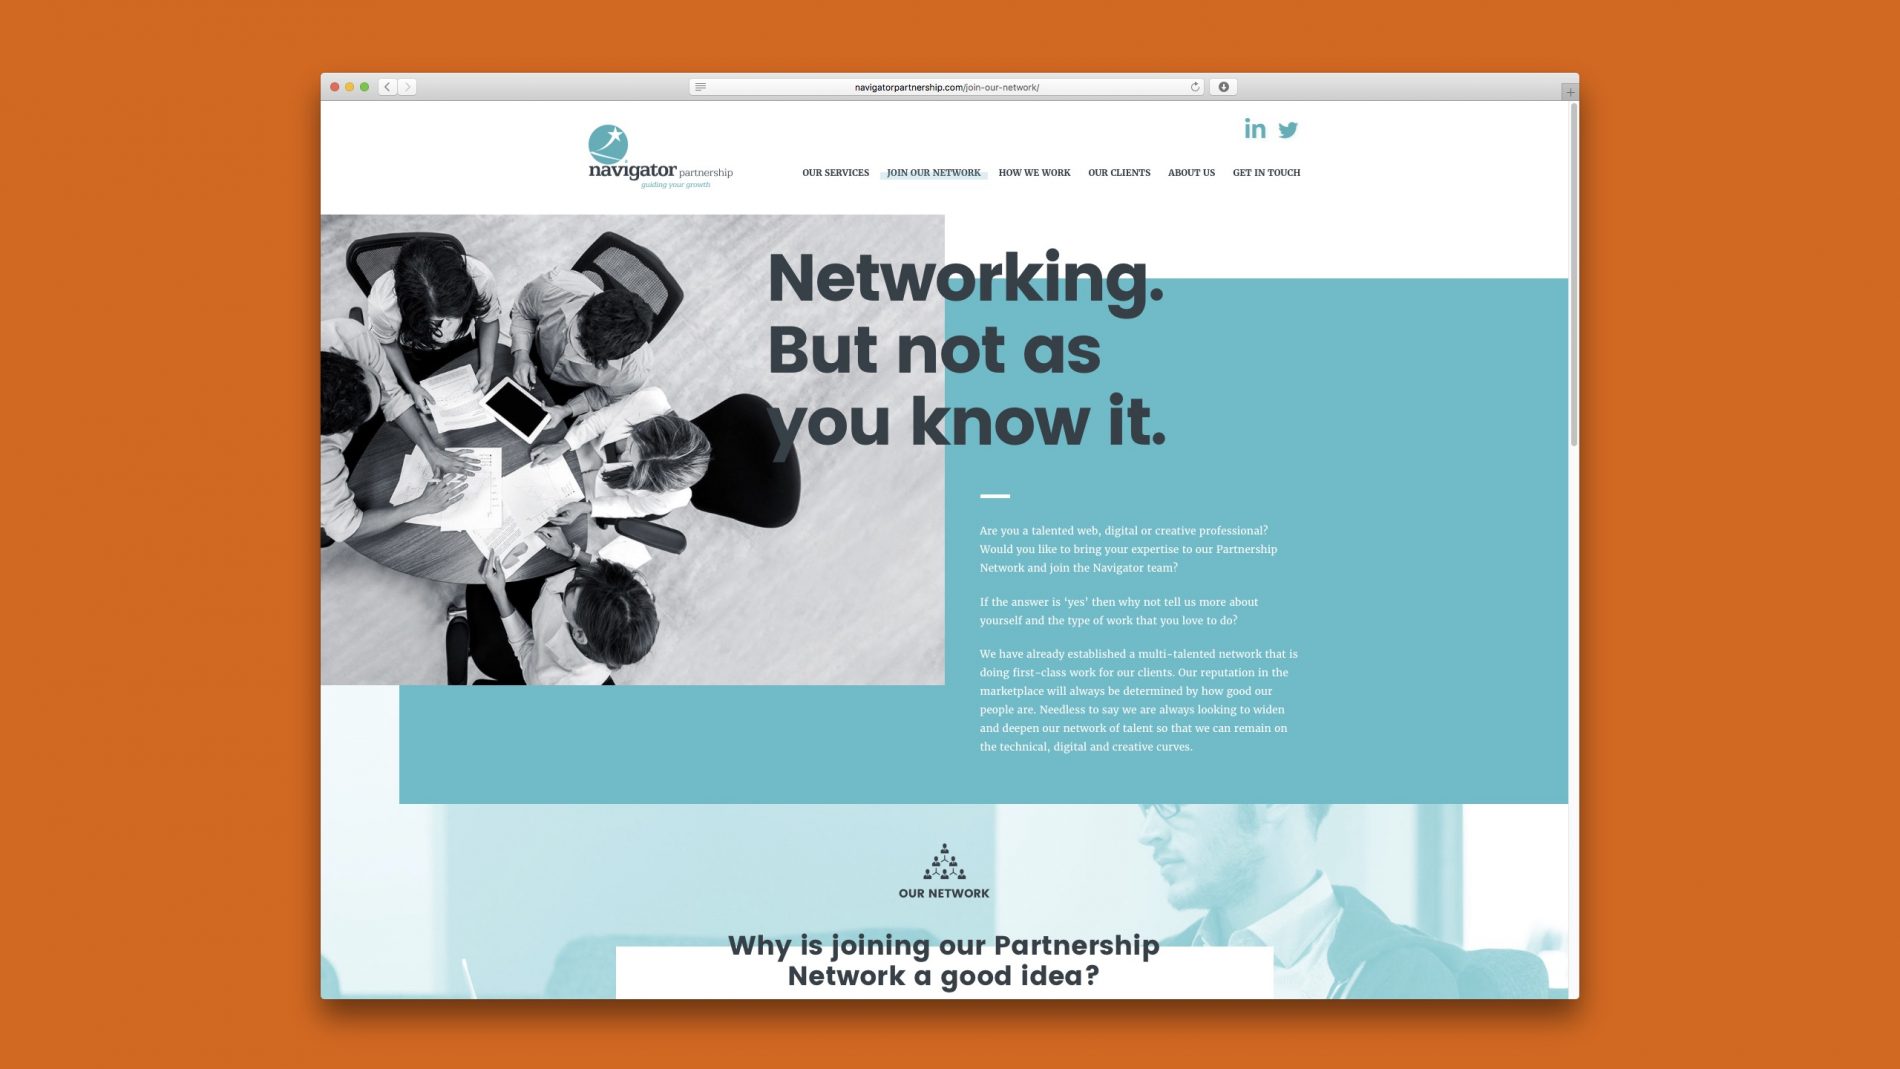 navigatorpartnership.com/join-our-network/
in
navigator partnership
guiding your growth
OUR SERVICES
JOIN OUR NETWORK
HOW WE WORK
OUR CLIENTS
ABOUT US
GET IN TOUCH
Networking.
But not as
you know it.
Are you a talented web, digital or creative professional?
Would you like to bring your expertise to our Partnership
Network and join the Navigator team?
If the answer is ‘yes’ then why not tell us more about
yourself and the type of work that you love to do?
We have already established a multi-talented network that is
doing first-class work for our clients. Our reputation in the
marketplace will always be determined by how good our
people are. Needless to say we are always looking to widen
and deepen our network of talent so that we can remain on
the technical, digital and creative curves.
OUR NETWORK
Why is joining our Partnership
Network a good idea?